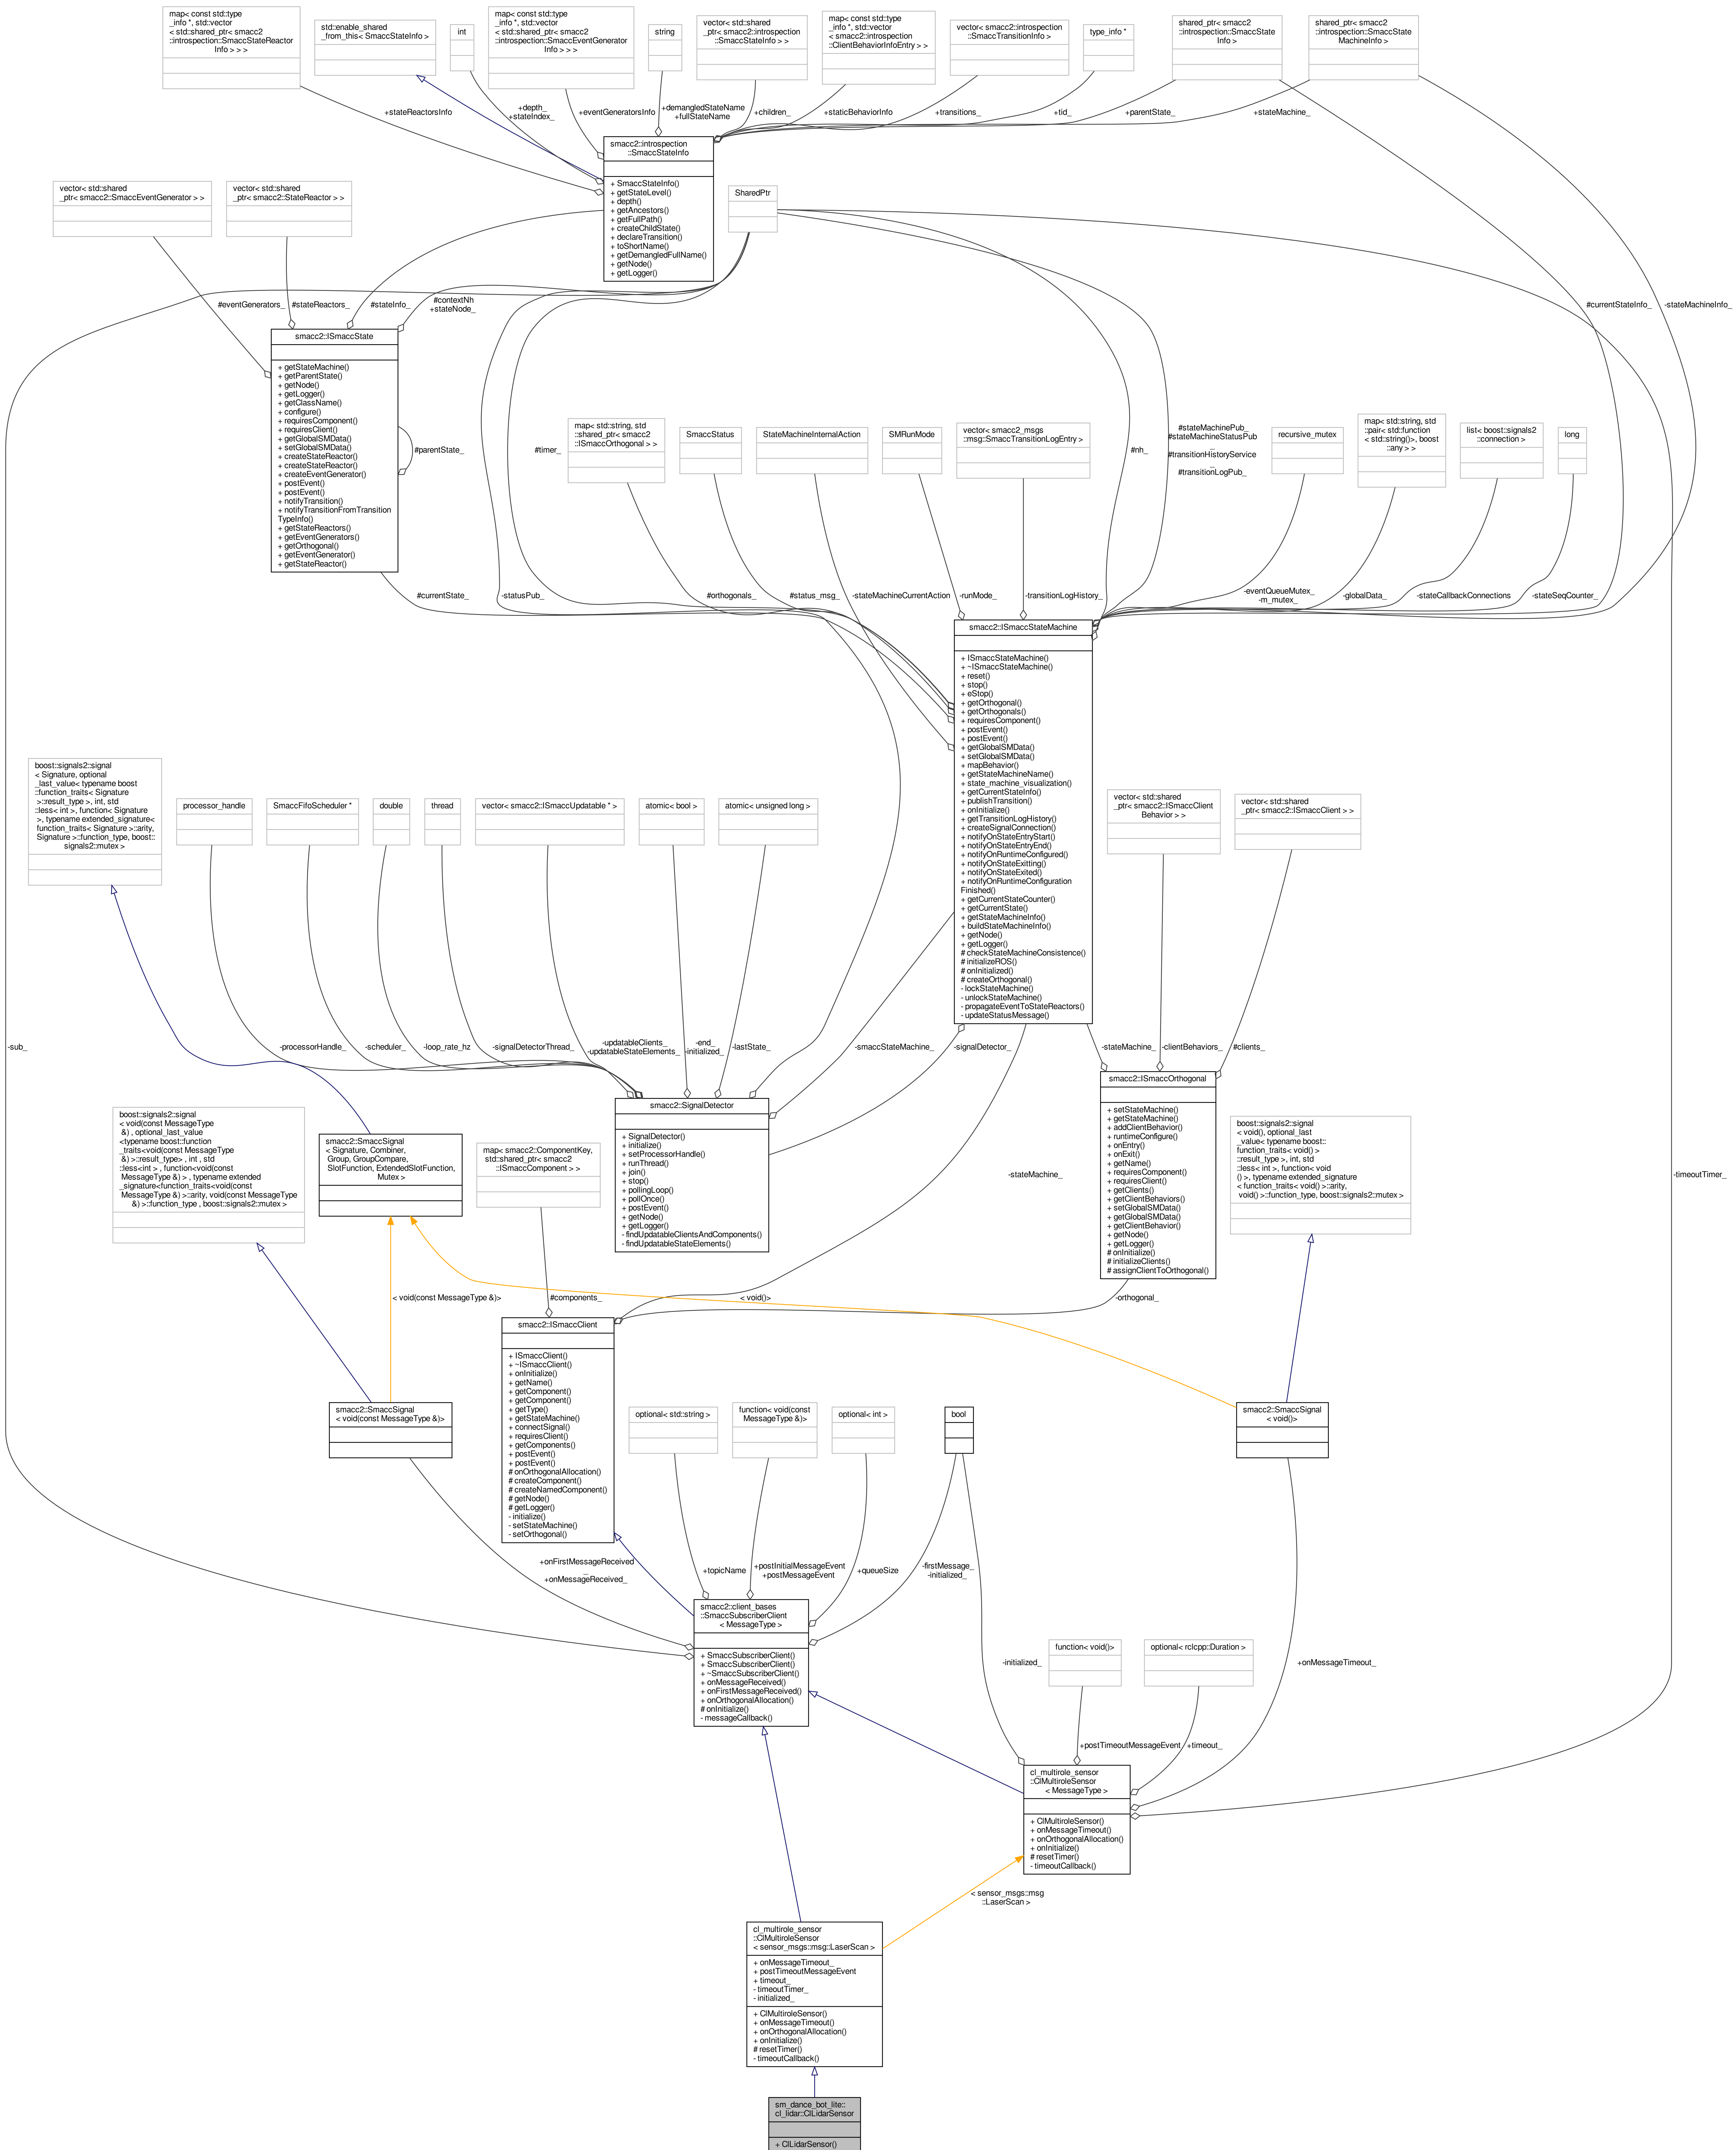 map< const std::type
_info *, std::vector
< std::shared_ptr< smacc2
::introspection::SmaccStateReactor
Info > > >
std::enable_shared
_from_this< SmaccStateInfo >
int
map< const std::type
_info *, std::vector
< std::shared_ptr< smacc2
::introspection::SmaccEventGenerator
Info > > >
string
vector< std::shared
_ptr< smacc2::introspection
::SmaccStateInfo > >
map< const std::type
_info *, std::vector
< smacc2::introspection
::ClientBehaviorInfoEntry > >
vector< smacc2::introspection
::SmaccTransitionInfo >
type_info *
shared_ptr< smacc2
::introspection::SmaccState
Info >
shared_ptr< smacc2
::introspection::SmaccState
MachineInfo >
+stateReactorsInfo
+depth_
+stateIndex_
+eventGeneratorsInfo
+demangledStateName
+fullStateName
+children_
+staticBehaviorInfo
+transitions_
+tid_
+parentState_
+stateMachine_
smacc2::introspection
::SmaccStateInfo
+ SmaccStateInfo()
+ getStateLevel()
+ depth()
+ getAncestors()
+ getFullPath()
+ createChildState()
+ declareTransition()
+ toShortName()
+ getDemangledFullName()
+ getNode()
+ getLogger()
vector< std::shared
_ptr< smacc2::SmaccEventGenerator > >
vector< std::shared
_ptr< smacc2::StateReactor > >
SharedPtr
#eventGenerators_
#stateReactors_
#stateInfo_
#contextNh
+stateNode_
#currentStateInfo_
-stateMachineInfo_
smacc2::ISmaccState
+ getStateMachine()
+ getParentState()
+ getNode()
+ getLogger()
+ getClassName()
+ configure()
+ requiresComponent()
+ requiresClient()
+ getGlobalSMData()
+ setGlobalSMData()
+ createStateReactor()
+ createStateReactor()
+ createEventGenerator()
+ postEvent()
+ postEvent()
+ notifyTransition()
+ notifyTransitionFromTransition
TypeInfo()
+ getStateReactors()
+ getEventGenerators()
+ getOrthogonal()
+ getEventGenerator()
+ getStateReactor()
#parentState_
#timer_
map< std::string, std
::shared_ptr< smacc2
::ISmaccOrthogonal > >
SmaccStatus
StateMachineInternalAction
SMRunMode
vector< smacc2_msgs
::msg::SmaccTransitionLogEntry >
#nh_
#stateMachinePub_
#stateMachineStatusPub
_
#transitionHistoryService
_
#transitionLogPub_
recursive_mutex
map< std::string, std
::pair< std::function
< std::string()>, boost
::any > >
list< boost::signals2
::connection >
long
#currentState_
-statusPub_
#orthogonals_
#status_msg_
-stateMachineCurrentAction
-runMode_
-transitionLogHistory_
-eventQueueMutex_
-m_mutex_
-globalData_
-stateCallbackConnections
-stateSeqCounter_
smacc2::ISmaccStateMachine
+ ISmaccStateMachine()
+ ~ISmaccStateMachine()
+ reset()
+ stop()
+ eStop()
+ getOrthogonal()
+ getOrthogonals()
+ requiresComponent()
+ postEvent()
+ postEvent()
+ getGlobalSMData()
+ setGlobalSMData()
+ mapBehavior()
+ getStateMachineName()
+ state_machine_visualization()
+ getCurrentStateInfo()
+ publishTransition()
+ onInitialize()
+ getTransitionLogHistory()
+ createSignalConnection()
+ notifyOnStateEntryStart()
+ notifyOnStateEntryEnd()
+ notifyOnRuntimeConfigured()
+ notifyOnStateExitting()
+ notifyOnStateExited()
+ notifyOnRuntimeConfiguration
Finished()
+ getCurrentStateCounter()
+ getCurrentState()
+ getStateMachineInfo()
+ buildStateMachineInfo()
+ getNode()
+ getLogger()
# checkStateMachineConsistence()
# initializeROS()
# onInitialized()
# createOrthogonal()
- lockStateMachine()
- unlockStateMachine()
- propagateEventToStateReactors()
- updateStatusMessage()
boost::signals2::signal
< Signature, optional
_last_value< typename boost
::function_traits< Signature
>::result_type >, int, std
::less< int >, function< Signature
>, typename extended_signature<
function_traits< Signature >::arity,
Signature >::function_type, boost::
signals2::mutex >
processor_handle
SmaccFifoScheduler *
double
thread
vector< smacc2::ISmaccUpdatable * >
atomic< bool >
atomic< unsigned long >
vector< std::shared
_ptr< smacc2::ISmaccClient
Behavior > >
vector< std::shared
_ptr< smacc2::ISmaccClient > >
-sub_
-processorHandle_
-scheduler_
-loop_rate_hz
-signalDetectorThread_
-updatableClients_
-updatableStateElements_
-end_
-initialized_
-lastState_
-smaccStateMachine_
-signalDetector_
-stateMachine_
-clientBehaviors_
#clients_
smacc2::SignalDetector
+ SignalDetector()
+ initialize()
+ setProcessorHandle()
+ runThread()
+ join()
+ stop()
+ pollingLoop()
+ pollOnce()
+ postEvent()
+ getNode()
+ getLogger()
- findUpdatableClientsAndComponents()
- findUpdatableStateElements()
smacc2::ISmaccOrthogonal
+ setStateMachine()
+ getStateMachine()
+ addClientBehavior()
+ runtimeConfigure()
+ onEntry()
+ onExit()
+ getName()
+ requiresComponent()
+ requiresClient()
+ getClients()
+ getClientBehaviors()
+ setGlobalSMData()
+ getGlobalSMData()
+ getClientBehavior()
+ getNode()
+ getLogger()
# onInitialize()
# initializeClients()
# assignClientToOrthogonal()
boost::signals2::signal
< void(const MessageType
&) , optional_last_value
<typename boost::function
_traits<void(const MessageType
&) >::result_type> , int , std
::less<int > , function<void(const
MessageType &) > , typename extended
_signature<function_traits<void(const
MessageType &) >::arity, void(const MessageType
&) >::function_type , boost::signals2::mutex >
smacc2::SmaccSignal
< Signature, Combiner,
Group, GroupCompare,
SlotFunction, ExtendedSlotFunction,
Mutex >
map< smacc2::ComponentKey,
std::shared_ptr< smacc2
::ISmaccComponent > >
boost::signals2::signal
< void(), optional_last
_value< typename boost::
function_traits< void() >
::result_type >, int, std
::less< int >, function< void
() >, typename extended_signature
< function_traits< void() >::arity,
void() >::function_type, boost::signals2::mutex >
-stateMachine_
-timeoutTimer_
< void(const MessageType &)>
#components_
< void()>
-orthogonal_
smacc2::ISmaccClient
+ ISmaccClient()
+ ~ISmaccClient()
+ onInitialize()
+ getName()
+ getComponent()
+ getComponent()
+ getType()
+ getStateMachine()
+ connectSignal()
+ requiresClient()
+ getComponents()
+ postEvent()
+ postEvent()
# onOrthogonalAllocation()
# createComponent()
# createNamedComponent()
# getNode()
# getLogger()
- initialize()
- setStateMachine()
- setOrthogonal()
smacc2::SmaccSignal
< void(const MessageType &)>
optional< std::string >
function< void(const
MessageType &)>
optional< int >
bool
smacc2::SmaccSignal
< void()>
+onFirstMessageReceived
_
+onMessageReceived_
+topicName
+postInitialMessageEvent
+postMessageEvent
+queueSize
-firstMessage_
-initialized_
smacc2::client_bases
::SmaccSubscriberClient
< MessageType >
+ SmaccSubscriberClient()
+ SmaccSubscriberClient()
+ ~SmaccSubscriberClient()
+ onMessageReceived()
+ onFirstMessageReceived()
+ onOrthogonalAllocation()
# onInitialize()
- messageCallback()
function< void()>
optional< rclcpp::Duration >
-initialized_
+onMessageTimeout_
+postTimeoutMessageEvent
+timeout_
cl_multirole_sensor
::ClMultiroleSensor
< MessageType >
+ ClMultiroleSensor()
+ onMessageTimeout()
+ onOrthogonalAllocation()
+ onInitialize()
# resetTimer()
- timeoutCallback()
< sensor_msgs::msg
::LaserScan >
cl_multirole_sensor
::ClMultiroleSensor
< sensor_msgs::msg::LaserScan >
+ onMessageTimeout_
+ postTimeoutMessageEvent
+ timeout_
- timeoutTimer_
- initialized_
+ ClMultiroleSensor()
+ onMessageTimeout()
+ onOrthogonalAllocation()
+ onInitialize()
# resetTimer()
- timeoutCallback()
sm_dance_bot_lite::
cl_lidar::ClLidarSensor
+ ClLidarSensor()